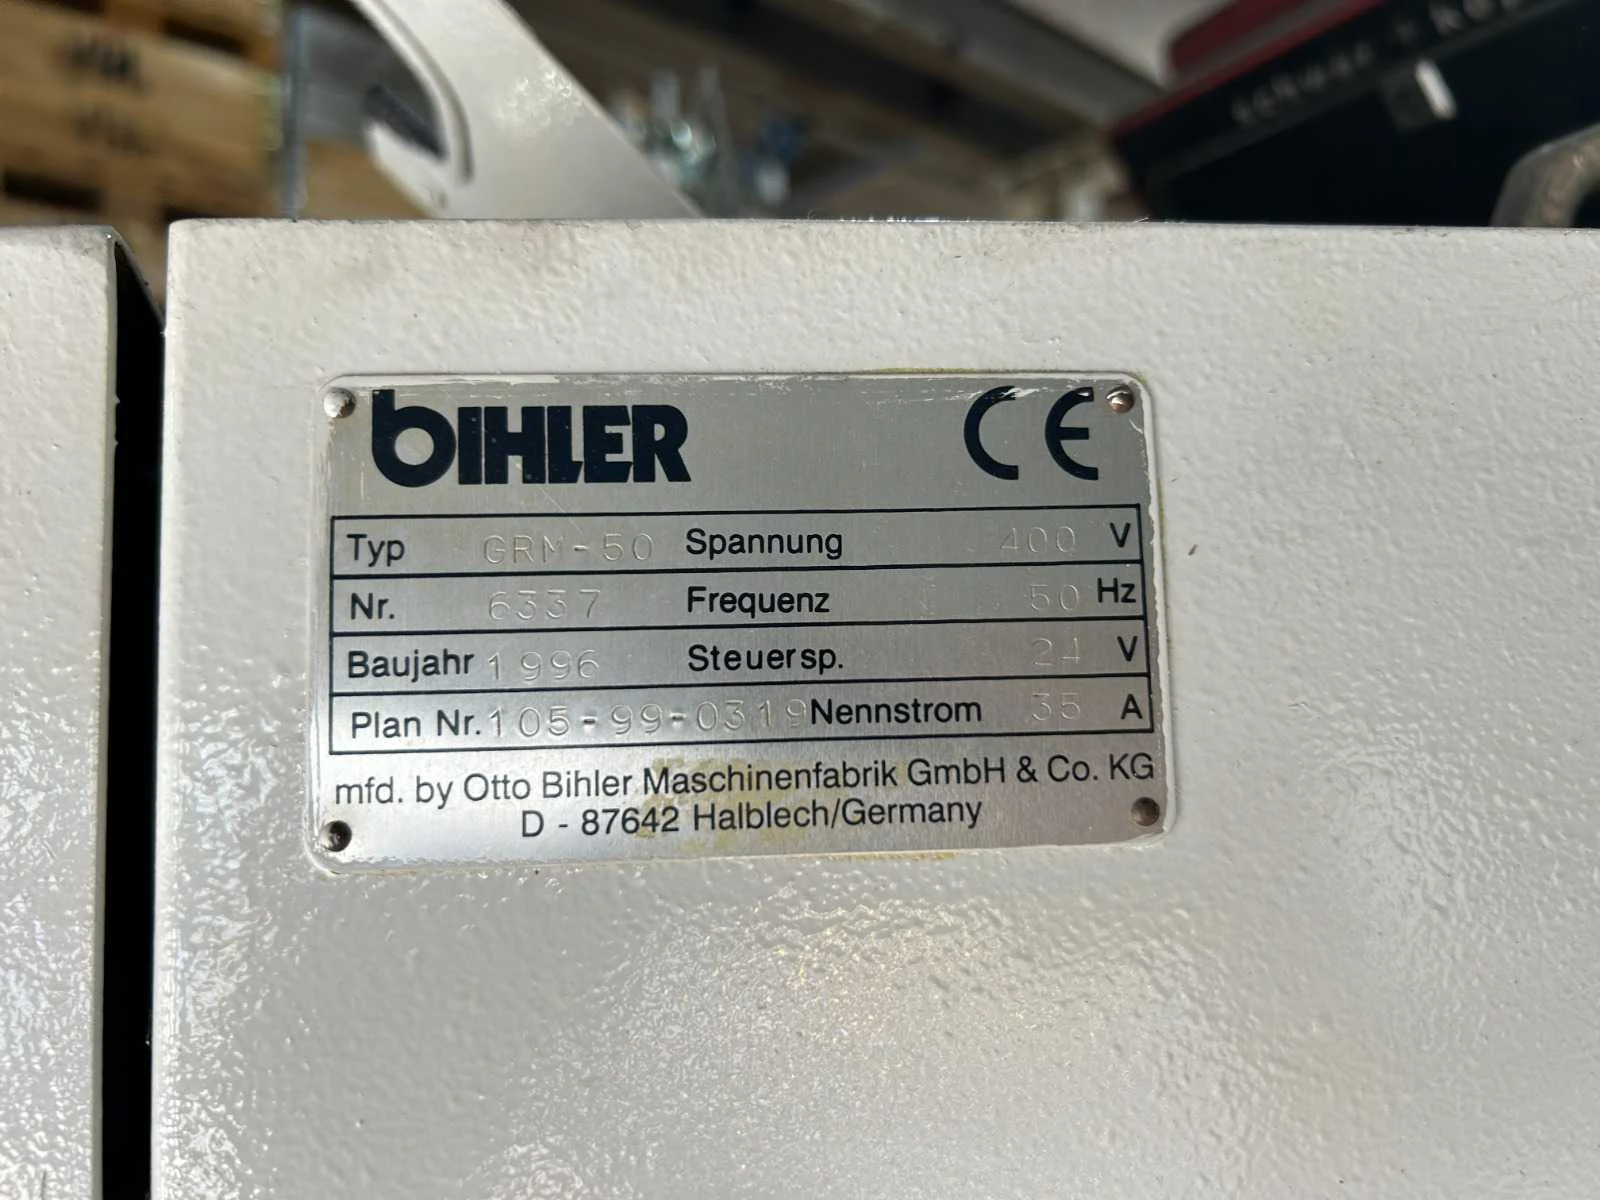 BIHLER CE
Typ GRM-50 Spannung 400 V
Nr. 6337 Frequenz 50 Hz
Baujahr 1996 Steuersp. 24 V
Plan Nr. 105-99-0319 Nennstrom 35 A
mfd. by Otto Bihler Maschinenfabrik GmbH & Co. KG
D - 87642 Halblech/Germany